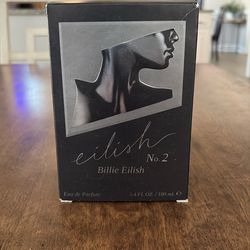 eilish
No. 2
Billie Eilish
Eau de Parfum 3.4 FL. OZ. / 100 mL ℮